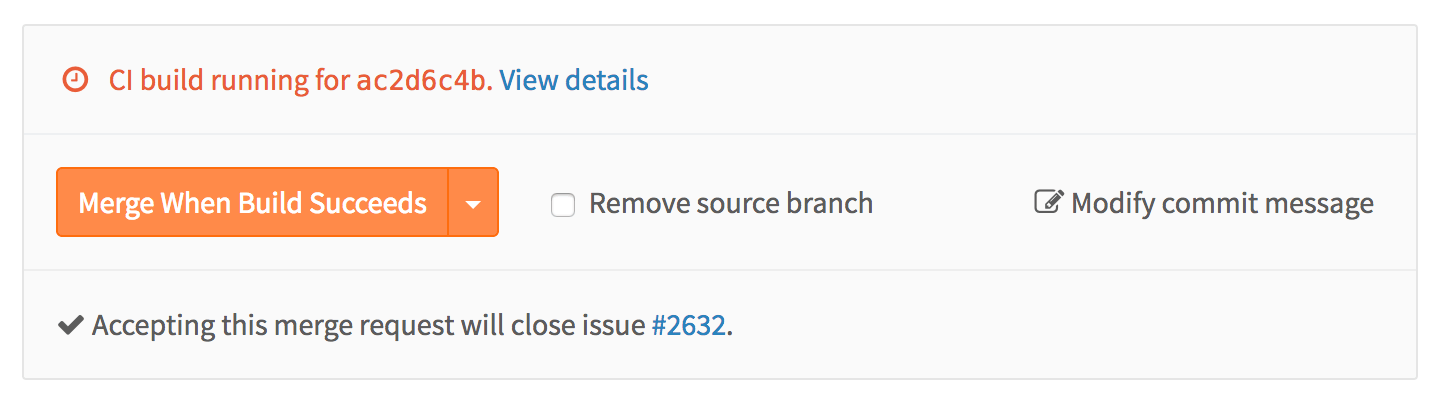 CI build running for ac2d6c4b. View details
Merge When Build Succeeds Remove source branch Modify commit message
Accepting this merge request will close issue #2632.